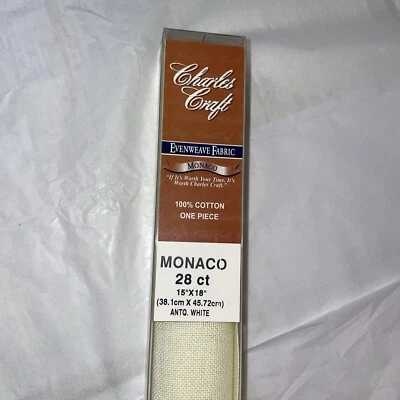 Charles
Craft
EVENWEAVE FABRIC
MONACO
"If It's Worth Your Time, It's
Worth Charles Craft."
100% COTTON
ONE PIECE
MONACO
28 ct
15"X18"
(38.1cm X 45.72cm)
ANTQ. WHITE